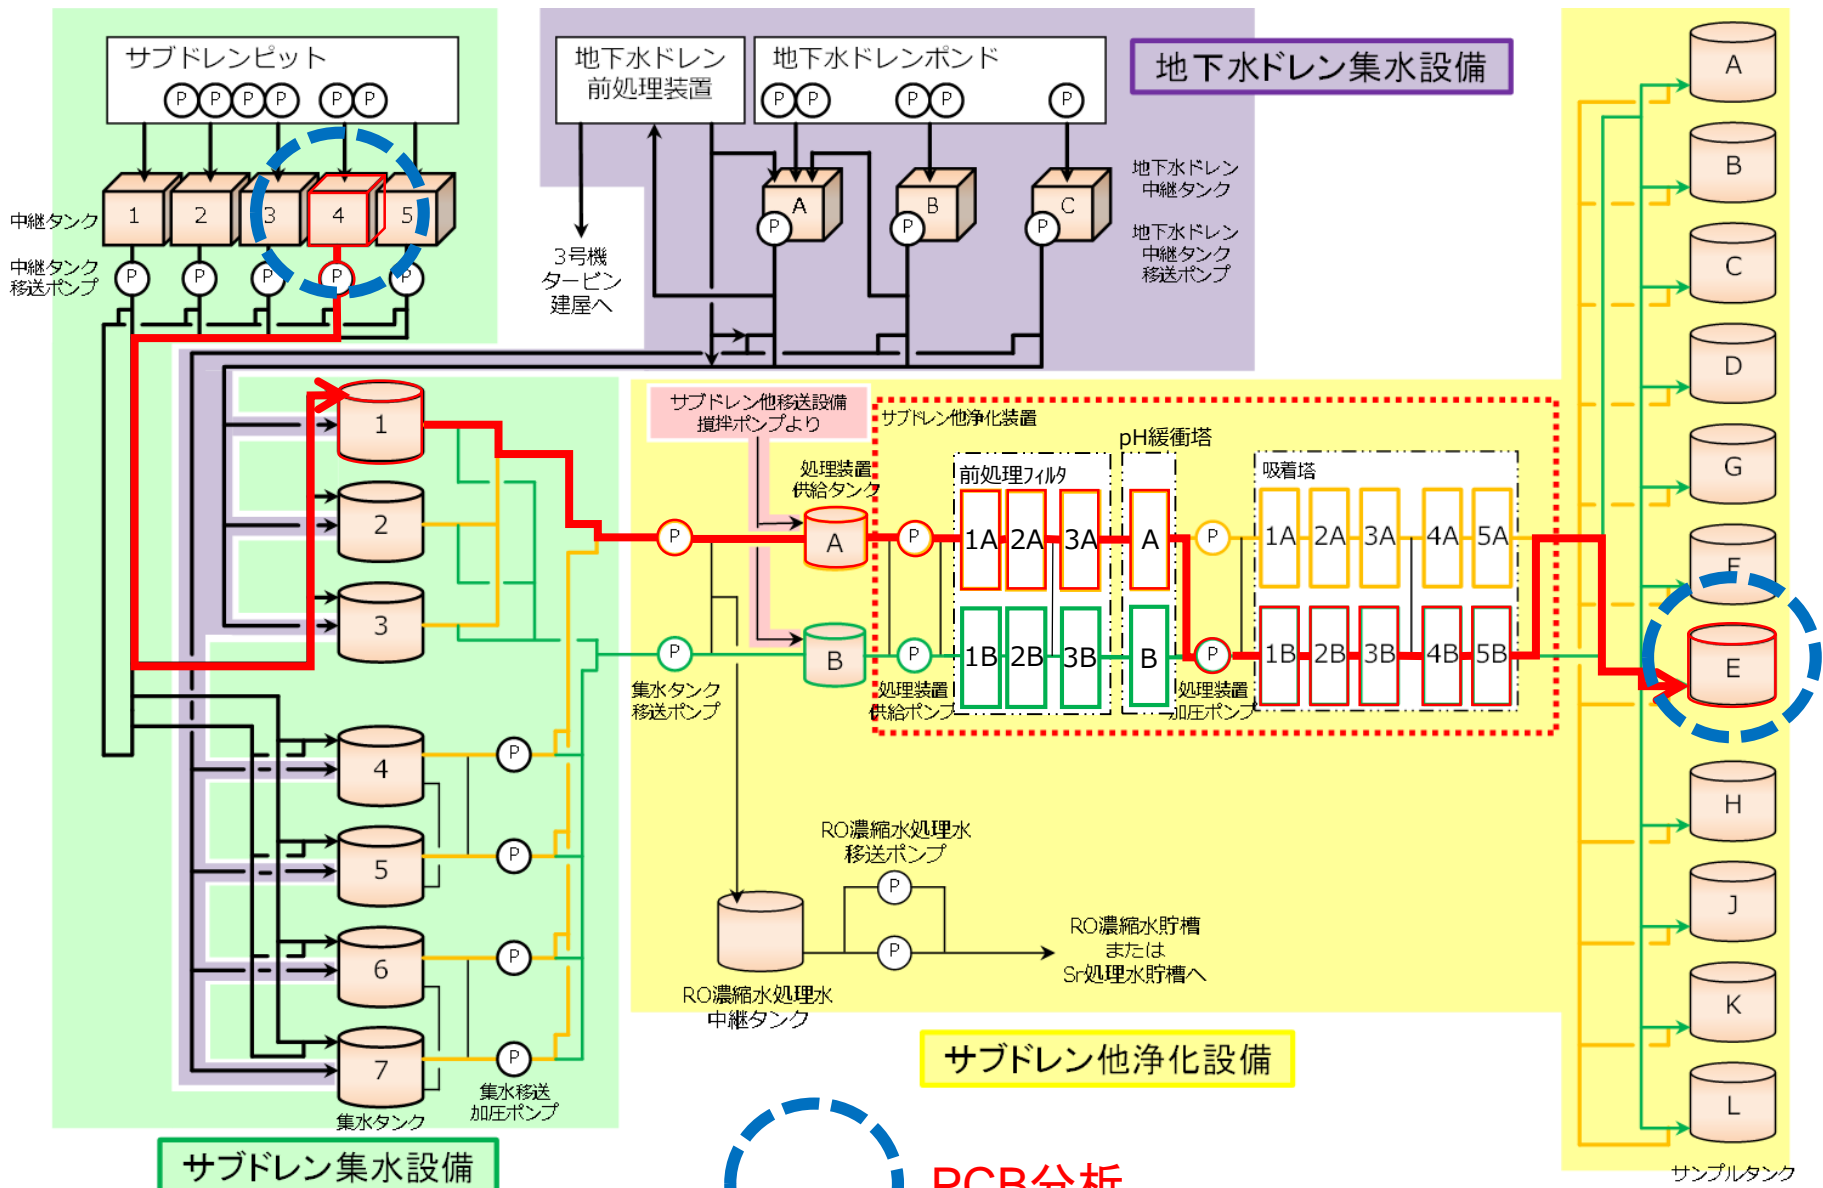 サブドレンピット
P P P P P P
1 2 3 4 5
中継タンク
中継タンク
移送ポンプ
P P P P P
地下水ドレン
前処理装置
地下水ドレンポンド
P P P P P
地下水ドレン集水設備
A B C
P P P
地下水ドレン
中継タンク
地下水ドレン
中継タンク
移送ポンプ
3号機
タービン
建屋へ
1
2
3
4
5
6
7
集水タンク
P
P
P
P
集水移送
加圧ポンプ
サブドレン集水設備
サブドレン他移送設備
撹拌ポンプより
処理装置
供給タンク
P
A
P
B
集水タンク
移送ポンプ
サブドレン他浄化装置
P
P
処理装置
供給ポンプ
前処理フィルタ
1A 2A 3A
1B 2B 3B
pH緩衝塔
A
B
P
P
処理装置
加圧ポンプ
吸着塔
1A 2A 3A 4A 5A
1B 2B 3B 4B 5B
RO濃縮水処理水
移送ポンプ
P
P
RO濃縮水処理水
中継タンク
RO濃縮水貯槽
または
Sr処理水貯槽へ
サブドレン他浄化設備
A
B
C
D
G
F
E
H
J
K
L
サンプルタンク
PCB分析